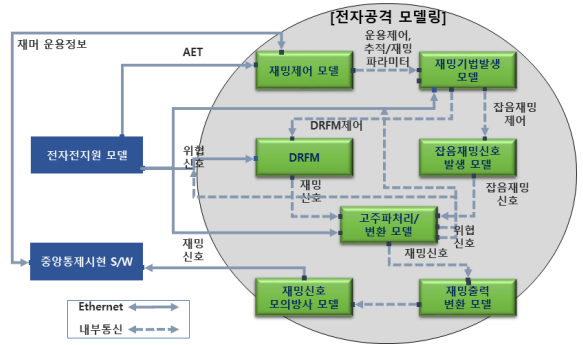 [전자공격 모델링]
재머 운용정보
운용제어,
추적/재밍
파라미터
AET
재밍제어 모델
재밍기법발생
모델
DRFM제어
잡음재밍
제어
전자전지원 모델
위협
신호
DRFM
잡음재밍신호
발생 모델
재밍
신호
잡음재밍
신호
고주파처리/
변환 모델
위협
신호
중앙통제시현 S/W
재밍
신호
재밍신호
재밍신호
모의방사 모델
재밍출력
변환 모델
Ethernet
내부통신